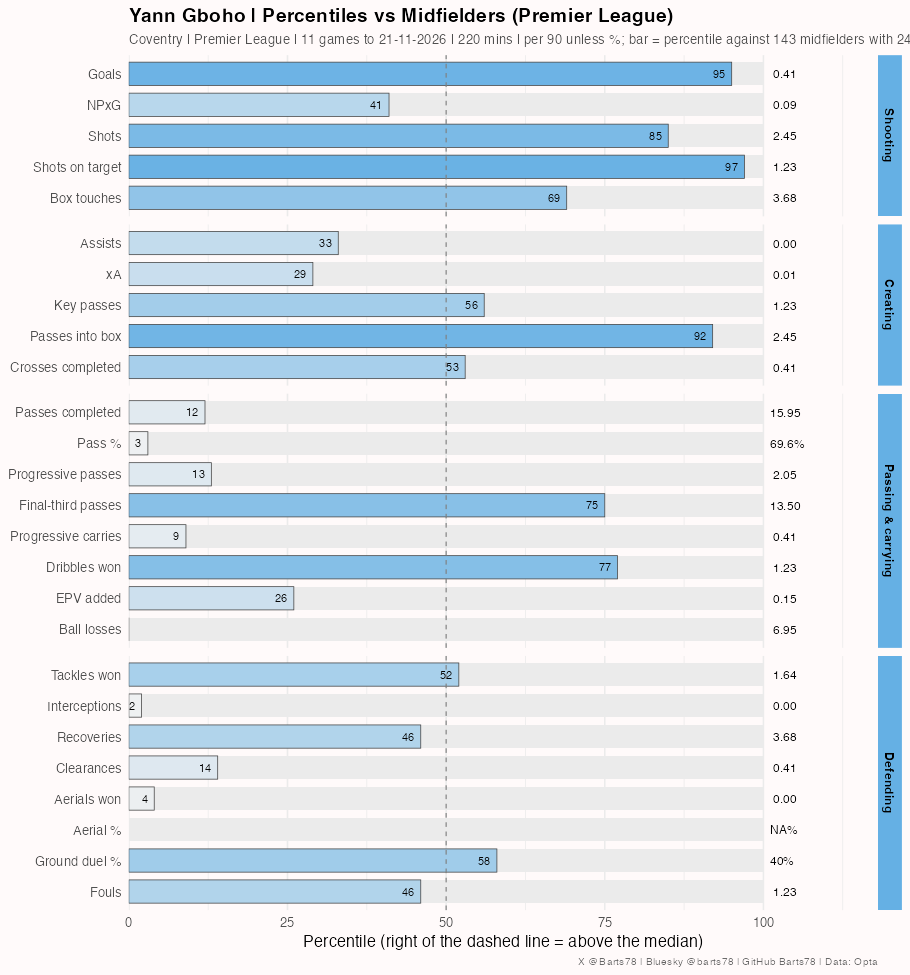 Yann Gboho | Percentiles vs Midfielders (Premier League)
Coventry | Premier League | 11 games to 21-11-2026 | 220 mins | per 90 unless %; bar = percentile against 143 midfielders with 24
Goals 95 0.41
NPxG 41 0.09
Shots 85 2.45
Shots on target 97 1.23
Box touches 69 3.68
Shooting
Assists 33 0.00
xA 29 0.01
Key passes 56 1.23
Passes into box 92 2.45
Crosses completed 53 0.41
Creating
Passes completed 12 15.95
Pass % 3 69.6%
Progressive passes 13 2.05
Final-third passes 75 13.50
Progressive carries 9 0.41
Dribbles won 77 1.23
EPV added 26 0.15
Ball losses 6.95
Passing & carrying
Tackles won 52 1.64
Interceptions 2 0.00
Recoveries 46 3.68
Clearances 14 0.41
Aerials won 4 0.00
Aerial % NA%
Ground duel % 58 40%
Fouls 46 1.23
Defending
0 25 50 75 100
Percentile (right of the dashed line = above the median)
X @Barts78 | Bluesky @barts78 | GitHub Barts78 | Data: Opta